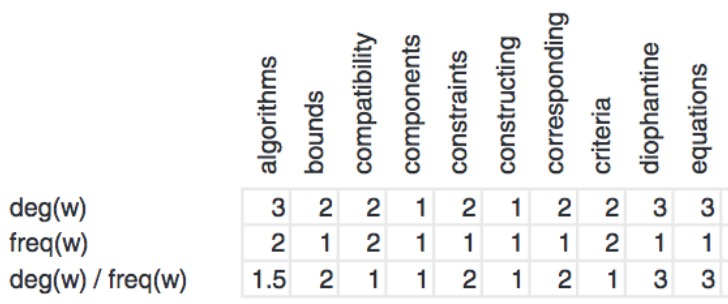 algorithms bounds compatibility components constraints constructing corresponding criteria diophantine equations
deg(w) 3 2 2 1 2 1 2 2 3 3
freq(w) 2 1 2 1 1 1 1 2 1 1
deg(w) / freq(w) 1.5 2 1 1 2 1 2 1 3 3